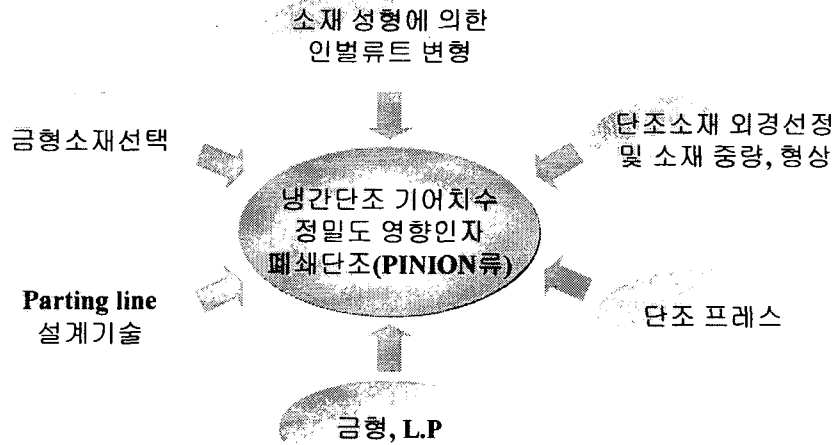 소재 성형에 의한
인벌류트 변형
금형소재선택
단조소재 외경선정
및 소재 중량, 형상
냉간단조 기어치수
정밀도 영향인자
폐쇄단조(PINION류)
Parting line
설계기술
단조 프레스
금형, L.P